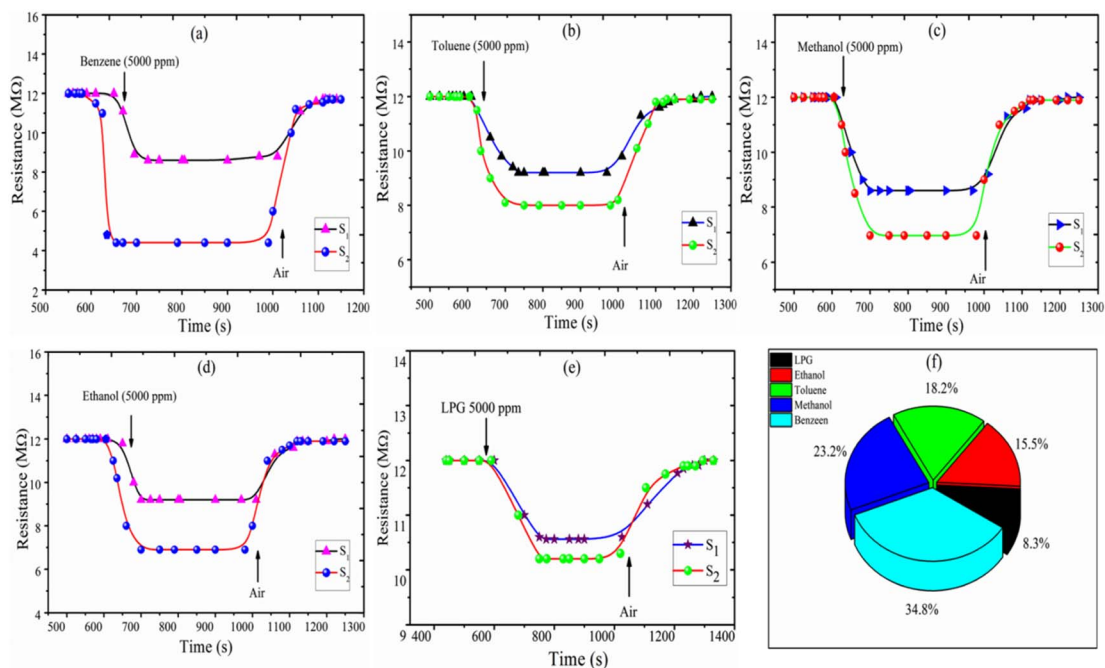 (a)
Benzene (5000 ppm)
Air
S1
S2
Resistance (MΩ)
16
14
12
10
8
6
4
2
500 600 700 800 900 1000 1100 1200
Time (s)
(b)
Toluene (5000 ppm)
Air
S1
S2
Resistance (MΩ)
14
12
10
8
6
500 600 700 800 900 1000 1100 1200 1300
Time (s)
(c)
Methanol (5000 ppm)
Air
S1
S2
Resistance (MΩ)
14
12
10
8
6
500 600 700 800 900 1000 1100 1200 1300
Time (s)
(d)
Ethanol (5000 ppm)
Air
S1
S2
Resistance (MΩ)
16
14
12
10
8
6
4
500 600 700 800 900 1000 1100 1200 1300
Time (s)
(e)
LPG 5000 ppm
Air
S1
S2
Resistance (MΩ)
14
13
12
11
10
9
400 600 800 1000 1200 1400
Time (s)
(f)
LPG
Ethanol
Toluene
Methanol
Benzeen
18.2%
23.2%
15.5%
8.3%
34.8%